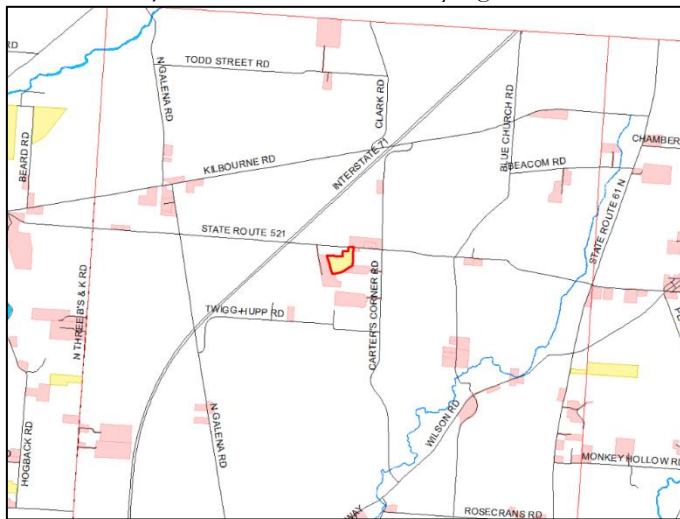 RD
TODD STREET RD
N GALENA RD
CLARK RD
BLUE CHURCH RD
BEARD RD
KILBOURNE RD
INTERSTATE 71
CHAMBER
BEACOM RD
STATE ROUTE 61 N
STATE ROUTE 521
N THREE B'S & K RD
CARTER'S CORNER RD
TWIGG-HUPP RD
HOGBACK RD
N GALENA RD
WILSON RD
MONKEY HOLLOW RD
WAY
ROSECRANS RD